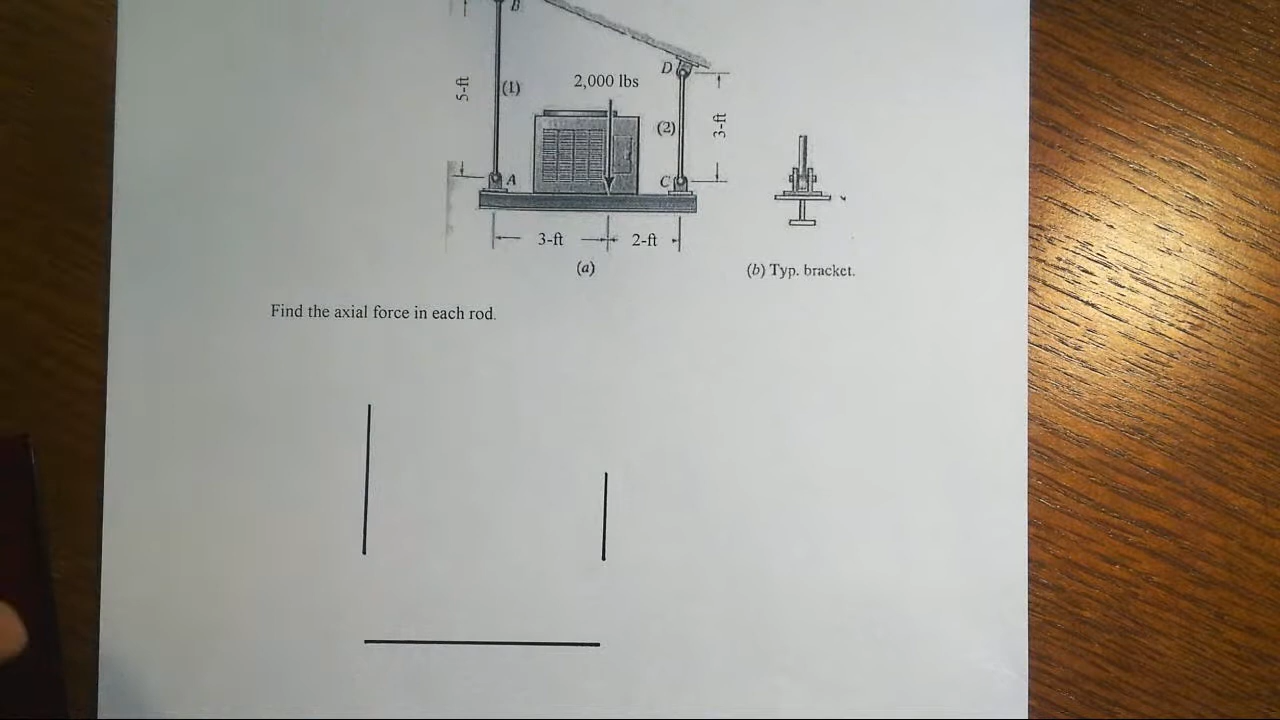 B
5-ft
(1)
2,000 lbs
D
(2)
3-ft
A
C
3-ft
2-ft
(a)
(b) Typ. bracket.
Find the axial force in each rod.